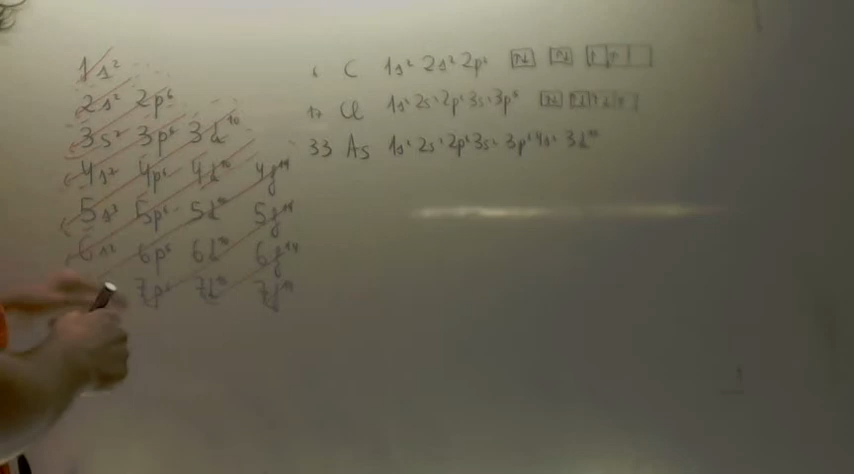 1s²
2s² 2p⁶
3s² 3p⁶ 3d¹⁰
4s² 4p⁶ 4d¹⁰ 4f¹⁴
5s² 5p⁶ 5d¹⁰ 5f¹⁴
6s² 6p⁶ 6d¹⁰ 6f¹⁴
7p⁶ 7d¹⁰ 7f¹⁴
6 C 1s² 2s² 2p²
17 Cl 1s² 2s² 2p⁶ 3s² 3p⁵
33 As 1s² 2s² 2p⁶ 3s² 3p⁶ 4s² 3d¹⁰